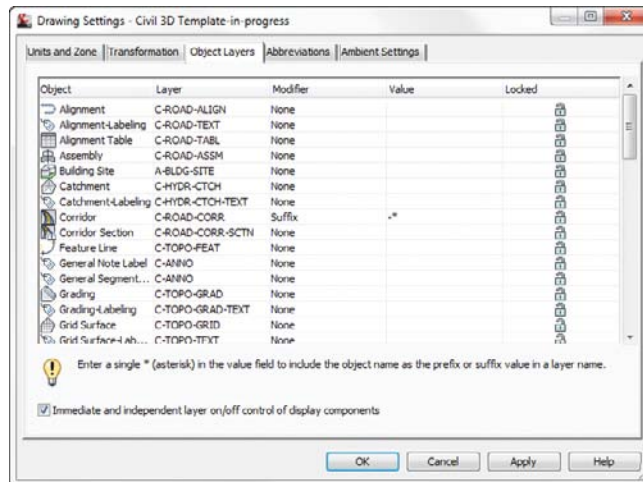 Drawing Settings - Civil 3D Template-in-progress
Units and Zone Transformation Object Layers Abbreviations Ambient Settings
Object Layer Modifier Value Locked
Alignment C-ROAD-ALIGN None
Alignment-Labeling C-ROAD-TEXT None
Alignment Table C-ROAD-TABL None
Assembly C-ROAD-ASSM None
Building Site A-BLDG-SITE None
Catchment C-HYDR-CTCH None
Catchment-Labeling C-HYDR-CTCH-TEXT None
Corridor C-ROAD-CORR Suffix -*
Corridor Section C-ROAD-CORR-SCTN None
Feature Line C-TOPO-FEAT None
General Note Label C-ANNO None
General Segment... C-ANNO None
Grading C-TOPO-GRAD None
Grading-Labeling C-TOPO-GRAD-TEXT None
Grid Surface C-TOPO-GRID None
Grid Surface-Lab... C-TOPO-TEXT None
Enter a single * (asterisk) in the value field to include the object name as the prefix or suffix value in a layer name.
Immediate and independent layer on/off control of display components
OK Cancel Apply Help